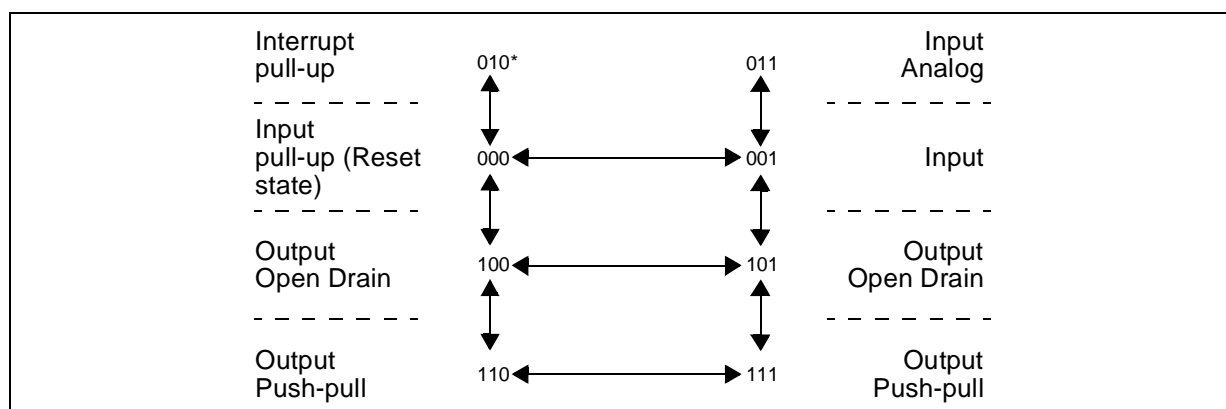 Interrupt
pull-up
010*
011
Input
Analog
Input
pull-up (Reset
state)
000
001
Input
Output
Open Drain
100
101
Output
Open Drain
Output
Push-pull
110
111
Output
Push-pull